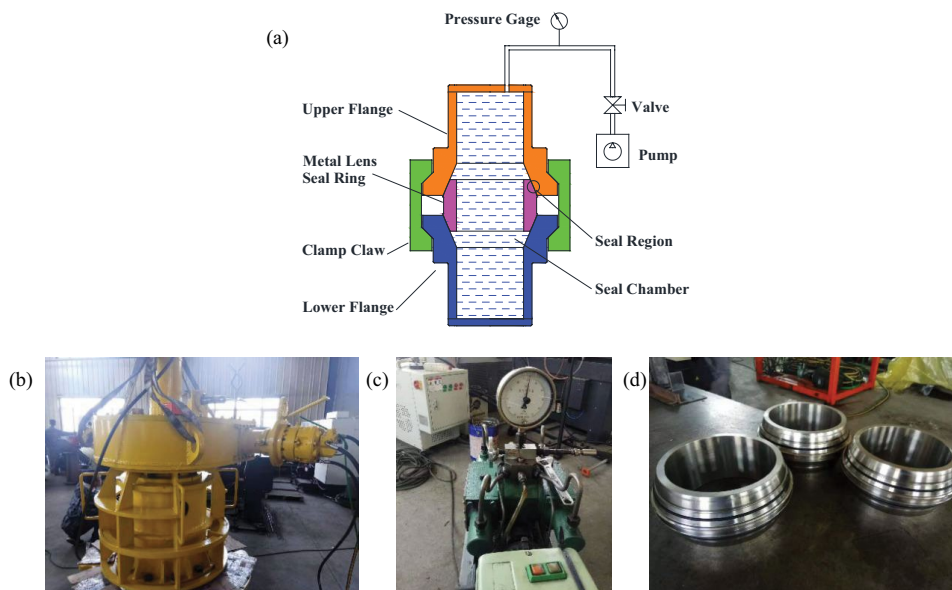 Pressure Gage
(a)
Upper Flange
Valve
Metal Lens
Seal Ring
Pump
Seal Region
Clamp Claw
Seal Chamber
Lower Flange
(b)
(c)
(d)